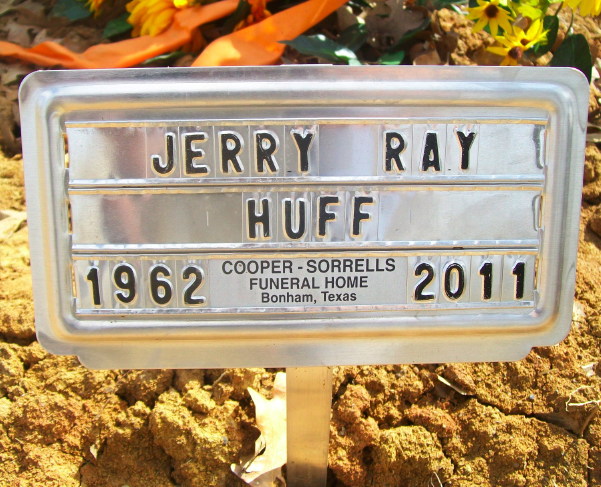 JERRY RAY
HUFF
1962 2011
COOPER - SORRELLS
FUNERAL HOME
Bonham, Texas